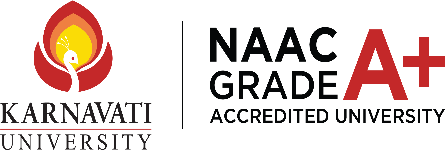 KARNAVATI
UNIVERSITY
NAAC
GRADE A+
ACCREDITED UNIVERSITY